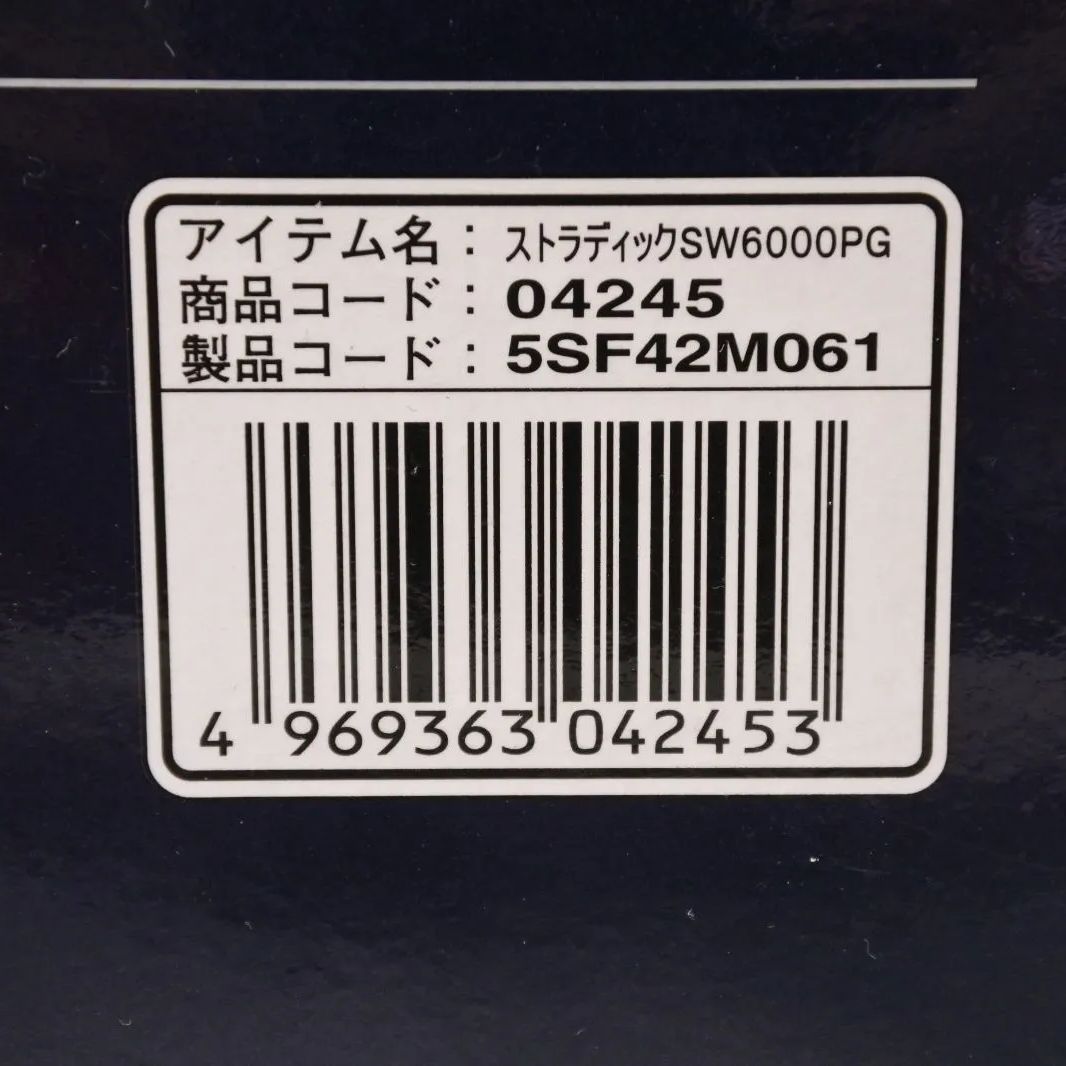 アイテム名：ストラディックSW6000PG
商品コード：04245
製品コード：5SF42M061
4 969363 042453